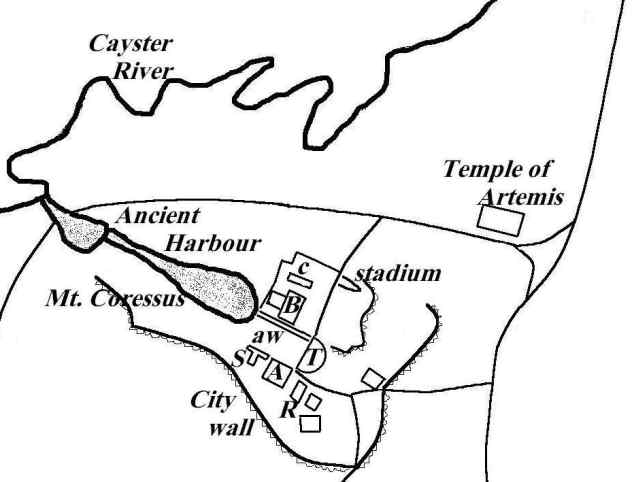 Cayster
River
Temple of
Artemis
Ancient
Harbour
c
stadium
Mt. Coressus
B
aw
S
T
A
R
City
wall